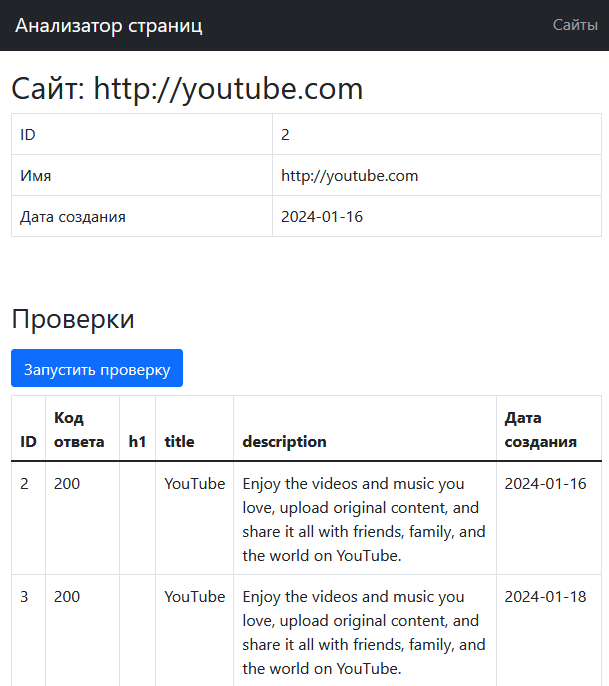 Анализатор страниц
Сайты
Сайт: http://youtube.com
ID 2
Имя http://youtube.com
Дата создания 2024-01-16
Проверки
Запустить проверку
ID Код ответа h1 title description Дата создания
2 200 YouTube Enjoy the videos and music you 2024-01-16
love, upload original content, and
share it all with friends, family, and
the world on YouTube.
3 200 YouTube Enjoy the videos and music you 2024-01-18
love, upload original content, and
share it all with friends, family, and
the world on YouTube.